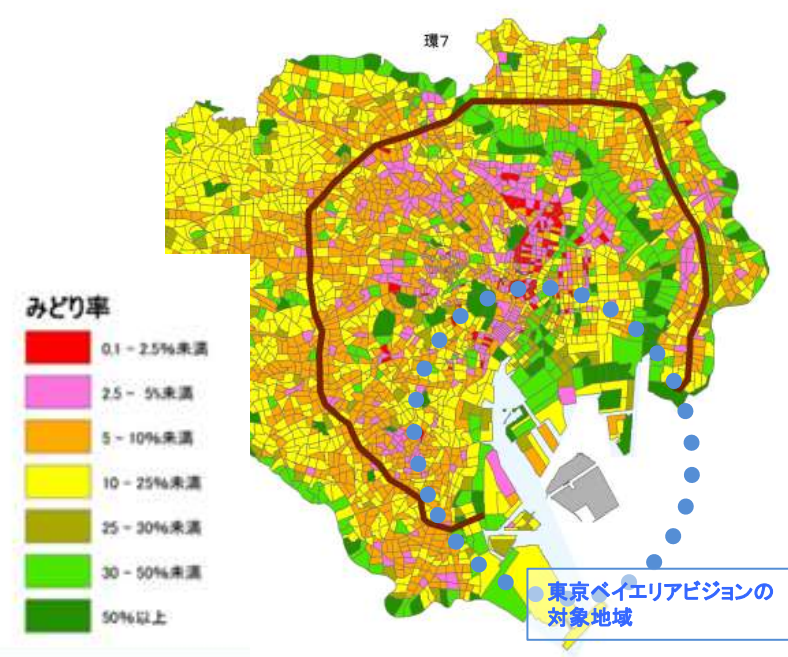 環7
みどり率
0.1 - 2.5%未満
2.5 - 5%未満
5 - 10%未満
10 - 25%未満
25 - 30%未満
30 - 50%未満
50%以上
東京ベイエリアビジョンの
対象地域